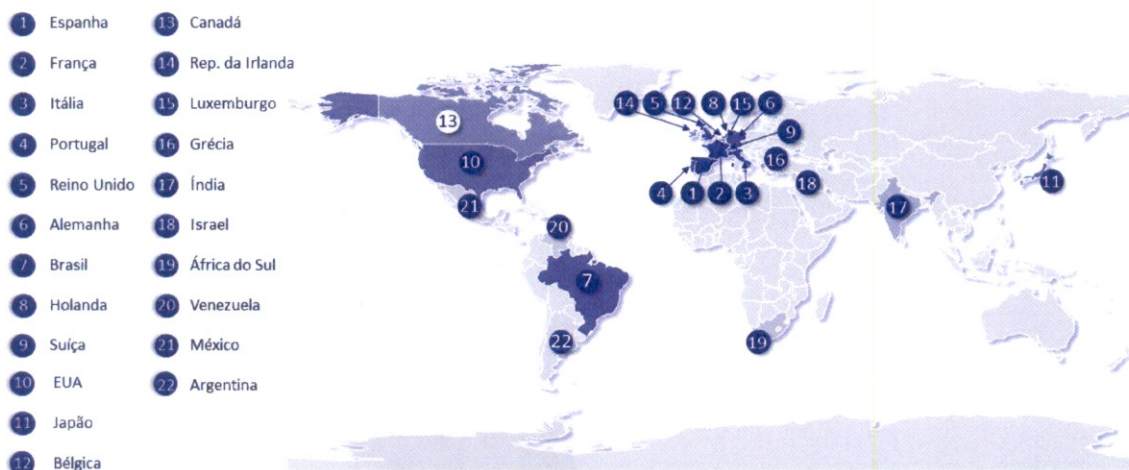 1 Espanha
2 França
3 Itália
4 Portugal
5 Reino Unido
6 Alemanha
7 Brasil
8 Holanda
9 Suíça
10 EUA
11 Japão
12 Bélgica
13 Canadá
14 Rep. da Irlanda
15 Luxemburgo
16 Grécia
17 Índia
18 Israel
19 África do Sul
20 Venezuela
21 México
22 Argentina
14 5 12 8 15 6
13
9
10
16
18
11
4 1 2 3
21
17
20
7
22
19